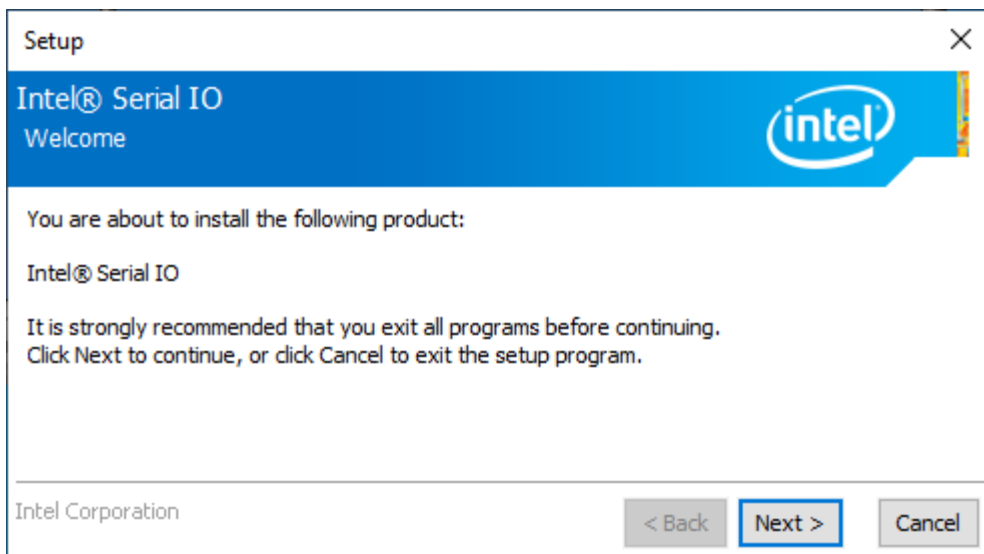 Setup
Intel® Serial IO
Welcome
intel
You are about to install the following product:
Intel® Serial IO
It is strongly recommended that you exit all programs before continuing.
Click Next to continue, or click Cancel to exit the setup program.
Intel Corporation
< Back Next > Cancel